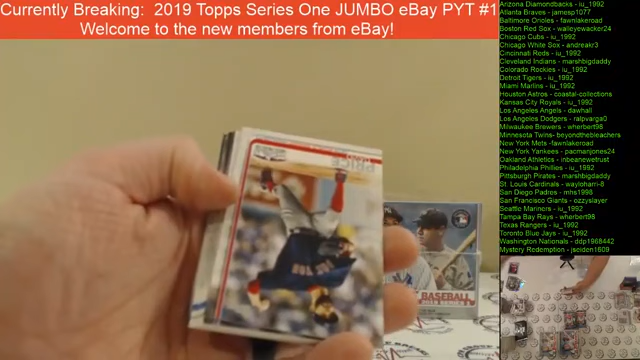 Currently Breaking: 2019 Topps Series One JUMBO eBay PYT #1
Welcome to the new members from eBay!
PRICE
BASEBALL
2019 SERIES
Arizona Diamondbacks - iu_1992
Atlanta Braves - jamesp1077
Baltimore Orioles - fawnlakeroad
Boston Red Sox - walleyewacker24
Chicago Cubs - iu_1992
Chicago White Sox - andreakr3
Cincinnati Reds - iu_1992
Cleveland Indians - marshbigdaddy
Colorado Rockies - iu_1992
Detroit Tigers - iu_1992
Miami Marlins - iu_1992
Houston Astros - coastal-collections
Kansas City Royals - iu_1992
Los Angeles Angels - dawhall
Los Angeles Dodgers - ralpvarga0
Milwaukee Brewers - wherbert98
Minnesota Twins- beyondthebleachers
New York Mets -fawnlakeroad
New York Yankees - pacmanjones24
Oakland Athletics - inbeanewetrust
Philadelphia Phillies - iu_1992
Pittsburgh Pirates - marshbigdaddy
St. Louis Cardinals - wayloharri-8
San Diego Padres - mhs1998
San Francisco Giants - ozzyslayer
Seattle Mariners - iu_1992
Tampa Bay Rays - wherbert98
Texas Rangers - iu_1992
Toronto Blue Jays - iu_1992
Washington Nationals - ddp1968442
Mystery Redemption - jseiden1609